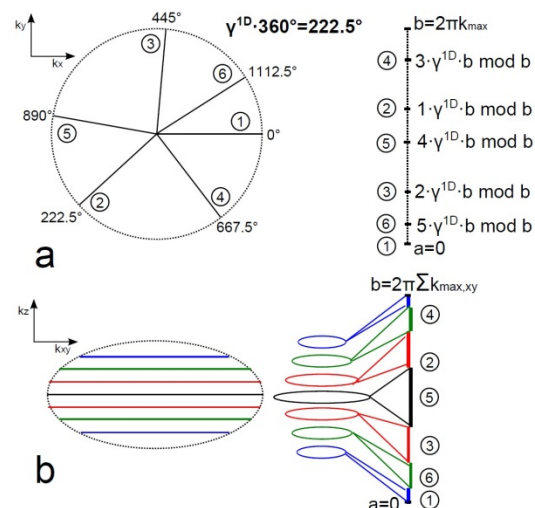 ky
kx
445°
γ¹ᴰ·360°=222.5°
③
⑥
1112.5°
①
0°
890°
⑤
②
④
222.5°
667.5°
a
b=2πkmax
④ 3·γ¹ᴰ·b mod b
② 1·γ¹ᴰ·b mod b
⑤ 4·γ¹ᴰ·b mod b
③ 2·γ¹ᴰ·b mod b
⑥ 5·γ¹ᴰ·b mod b
① a=0
kz
kxy
b
b=2πΣkmax,xy
④
②
⑤
③
⑥
a=0 ①